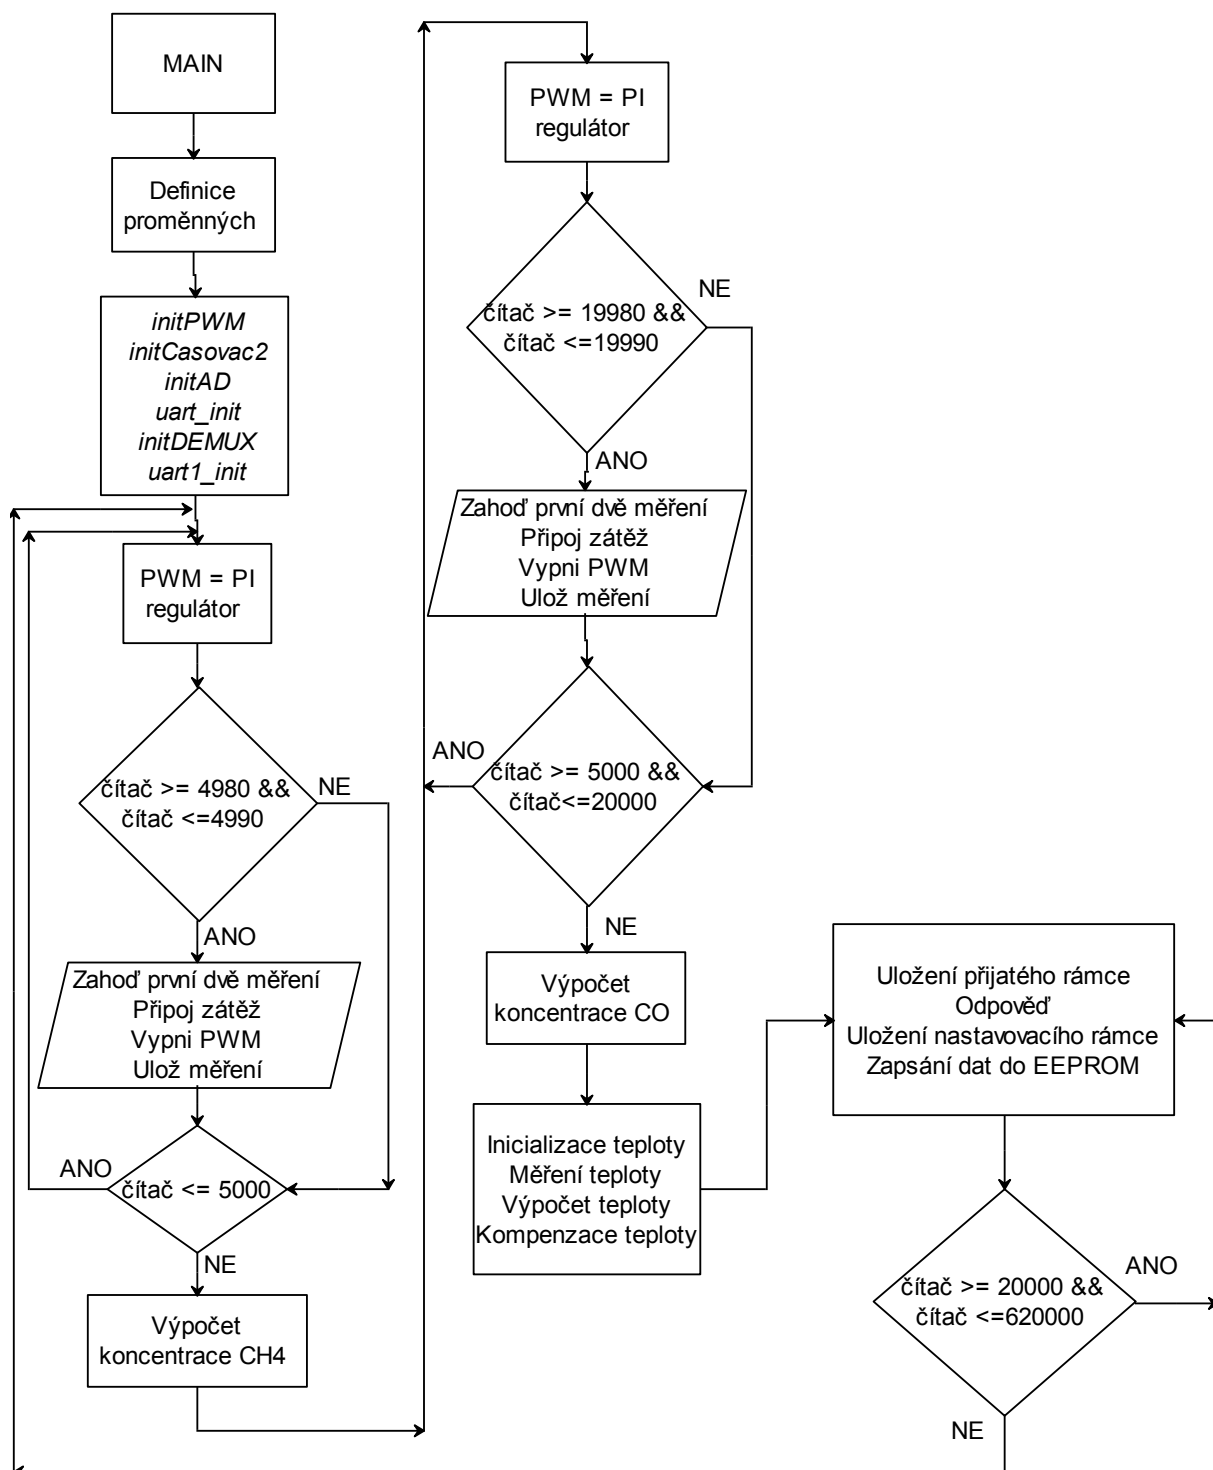 MAIN
Definice
proměnných
initPWM
initCasovac2
initAD
uart_init
initDEMUX
uart1_init
PWM = PI
regulátor
čítač >= 4980 &&
čítač <=4990
NE
ANO
Zahoď první dvě měření
Připoj zátěž
Vypni PWM
Ulož měření
ANO
čítač <= 5000
NE
Výpočet
koncentrace CH4
PWM = PI
regulátor
NE
čítač >= 19980 &&
čítač <=19990
ANO
Zahoď první dvě měření
Připoj zátěž
Vypni PWM
Ulož měření
ANO
čítač >= 5000 &&
čítač<=20000
NE
Výpočet
koncentrace CO
Inicializace teploty
Měření teploty
Výpočet teploty
Kompenzace teploty
Uložení přijatého rámce
Odpověď
Uložení nastavovacího rámce
Zapsání dat do EEPROM
ANO
čítač >= 20000 &&
čítač <=620000
NE